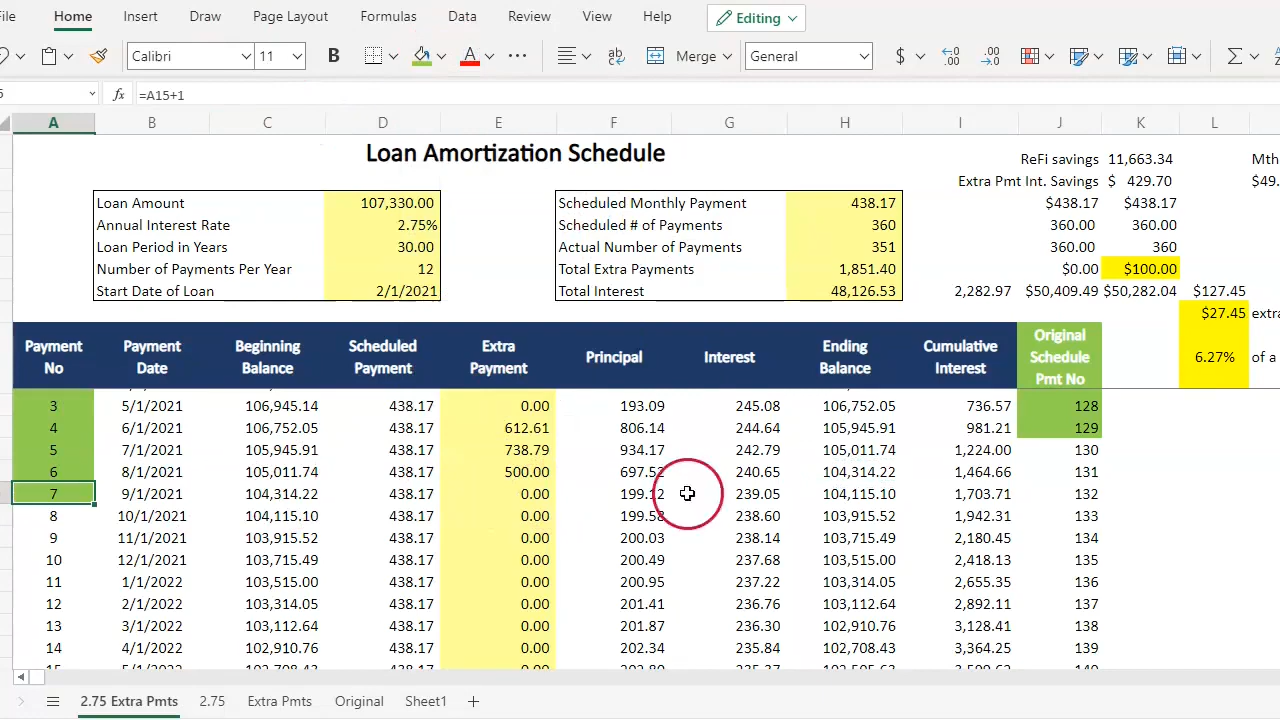 File Home Insert Draw Page Layout Formulas Data Review View Help Editing
Calibri 11 B A ab Merge General $ .00 .00 Σ
fx =A15+1
A B C D E F G H I J K L
Loan Amortization Schedule
ReFi savings 11,663.34 Mth
Extra Pmt Int. Savings $ 429.70 $49.
Loan Amount 107,330.00 Scheduled Monthly Payment 438.17 $438.17 $438.17
Annual Interest Rate 2.75% Scheduled # of Payments 360 360.00 360.00
Loan Period in Years 30.00 Actual Number of Payments 351 360.00 360
Number of Payments Per Year 12 Total Extra Payments 1,851.40 $0.00 $100.00
Start Date of Loan 2/1/2021 Total Interest 48,126.53 2,282.97 $50,409.49 $50,282.04 $127.45
$27.45 extra
Payment No Payment Date Beginning Balance Scheduled Payment Extra Payment Principal Interest Ending Balance Cumulative Interest Original Schedule Pmt No 6.27% of a
3 5/1/2021 106,945.14 438.17 0.00 193.09 245.08 106,752.05 736.57 128
4 6/1/2021 106,752.05 438.17 612.61 806.14 244.64 105,945.91 981.21 129
5 7/1/2021 105,945.91 438.17 738.79 934.17 242.79 105,011.74 1,224.00 130
6 8/1/2021 105,011.74 438.17 500.00 697.52 240.65 104,314.22 1,464.66 131
7 9/1/2021 104,314.22 438.17 0.00 199.12 239.05 104,115.10 1,703.71 132
8 10/1/2021 104,115.10 438.17 0.00 199.58 238.60 103,915.52 1,942.31 133
9 11/1/2021 103,915.52 438.17 0.00 200.03 238.14 103,715.49 2,180.45 134
10 12/1/2021 103,715.49 438.17 0.00 200.49 237.68 103,515.00 2,418.13 135
11 1/1/2022 103,515.00 438.17 0.00 200.95 237.22 103,314.05 2,655.35 136
12 2/1/2022 103,314.05 438.17 0.00 201.41 236.76 103,112.64 2,892.11 137
13 3/1/2022 103,112.64 438.17 0.00 201.87 236.30 102,910.76 3,128.41 138
14 4/1/2022 102,910.76 438.17 0.00 202.34 235.84 102,708.43 3,364.25 139
2.75 Extra Pmts 2.75 Extra Pmts Original Sheet1